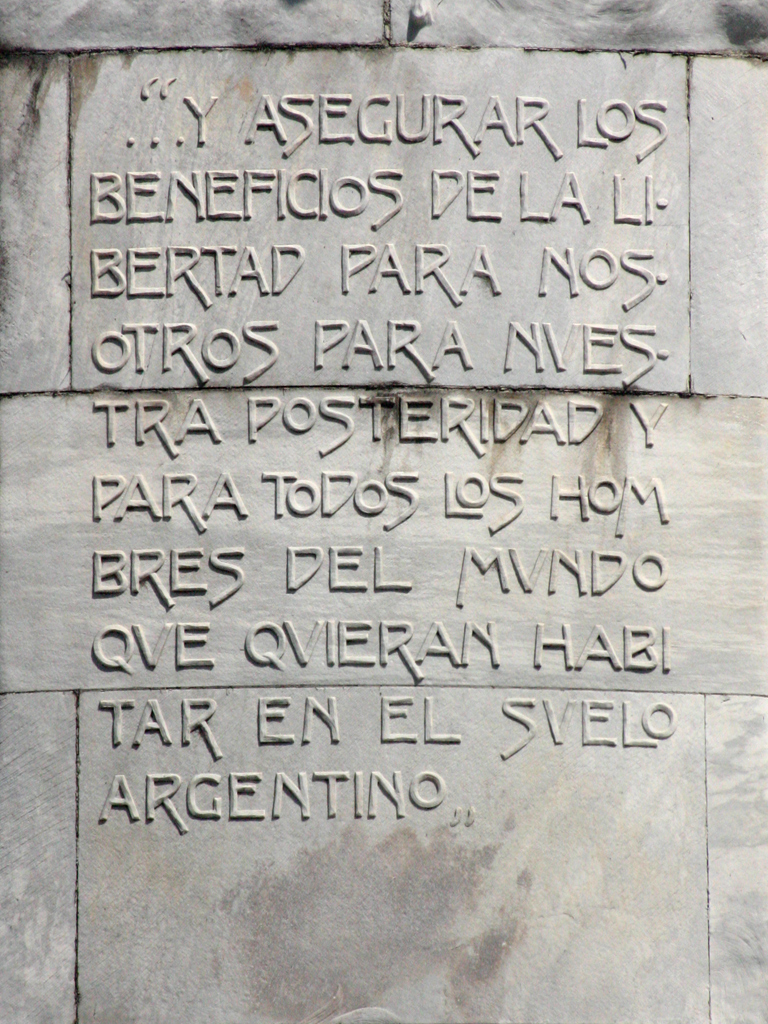 “...Y ASEGURAR LOS
BENEFICIOS DE LA LI·
BERTAD PARA NOS·
OTROS PARA NVES·
TRA POSTERIDAD Y
PARA TODOS LOS HOM
BRES DEL MVNDO
QVE QVIERAN HABI
TAR EN EL SVELO
ARGENTINO„